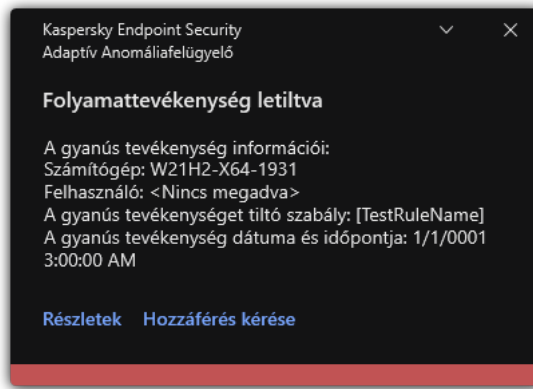 Kaspersky Endpoint Security
Adaptív Anomáliafelügyelő
Folyamattevékenység letiltva
A gyanús tevékenység információi:
Számítógép: W21H2-X64-1931
Felhasználó: <Nincs megadva>
A gyanús tevékenységet tiltó szabály: [TestRuleName]
A gyanús tevékenység dátuma és időpontja: 1/1/0001
3:00:00 AM
Részletek Hozzáférés kérése